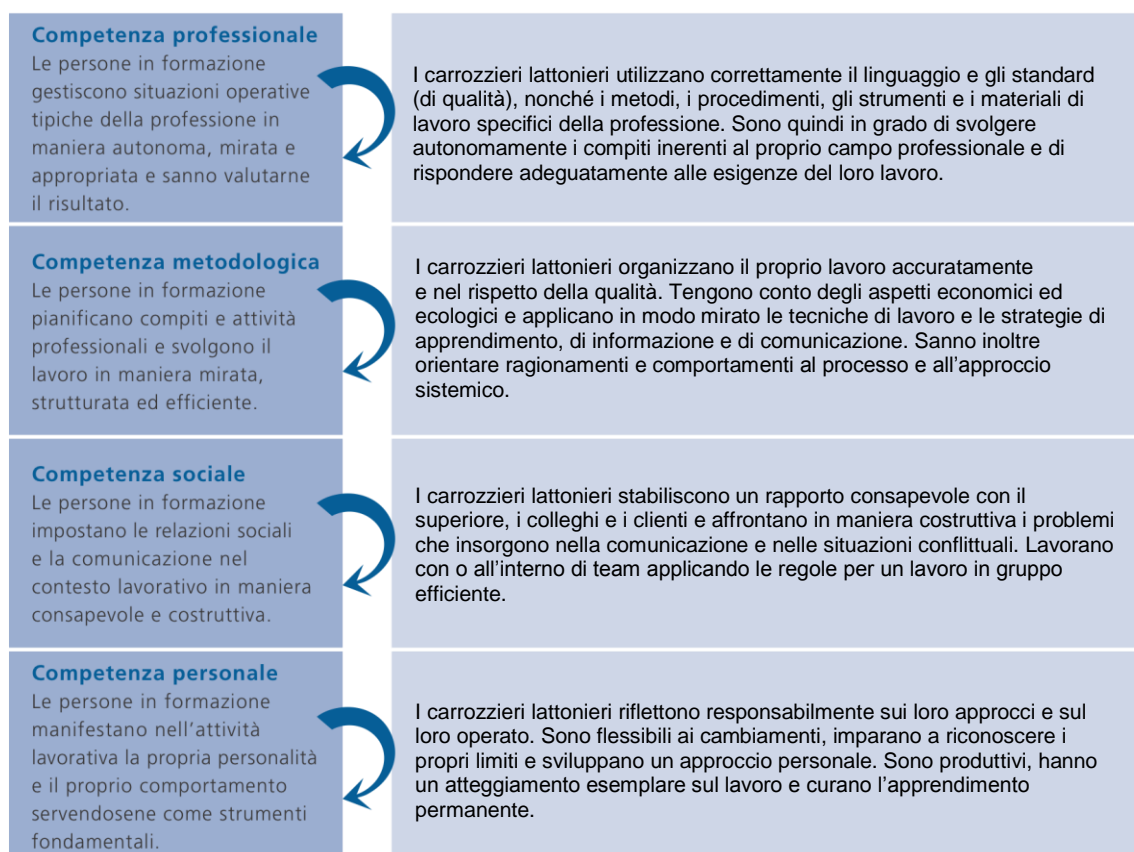 Competenza professionale
Le persone in formazione
gestiscono situazioni operative
tipiche della professione in
maniera autonoma, mirata e
appropriata e sanno valutarne
il risultato.
I carrozzieri lattonieri utilizzano correttamente il linguaggio e gli standard
(di qualità), nonché i metodi, i procedimenti, gli strumenti e i materiali di
lavoro specifici della professione. Sono quindi in grado di svolgere
autonomamente i compiti inerenti al proprio campo professionale e di
rispondere adeguatamente alle esigenze del loro lavoro.
Competenza metodologica
Le persone in formazione
pianificano compiti e attività
professionali e svolgono il
lavoro in maniera mirata,
strutturata ed efficiente.
I carrozzieri lattonieri organizzano il proprio lavoro accuratamente
e nel rispetto della qualità. Tengono conto degli aspetti economici ed
ecologici e applicano in modo mirato le tecniche di lavoro e le strategie di
apprendimento, di informazione e di comunicazione. Sanno inoltre
orientare ragionamenti e comportamenti al processo e all'approccio
sistemico.
Competenza sociale
Le persone in formazione
impostano le relazioni sociali
e la comunicazione nel
contesto lavorativo in maniera
consapevole e costruttiva.
I carrozzieri lattonieri stabiliscono un rapporto consapevole con il
superiore, i colleghi e i clienti e affrontano in maniera costruttiva i problemi
che insorgono nella comunicazione e nelle situazioni conflittuali. Lavorano
con o all'interno di team applicando le regole per un lavoro in gruppo
efficiente.
Competenza personale
Le persone in formazione
manifestano nell'attività
lavorativa la propria personalità
e il proprio comportamento
servendosene come strumenti
fondamentali.
I carrozzieri lattonieri riflettono responsabilmente sui loro approcci e sul
loro operato. Sono flessibili ai cambiamenti, imparano a riconoscere i
propri limiti e sviluppano un approccio personale. Sono produttivi, hanno
un atteggiamento esemplare sul lavoro e curano l'apprendimento
permanente.